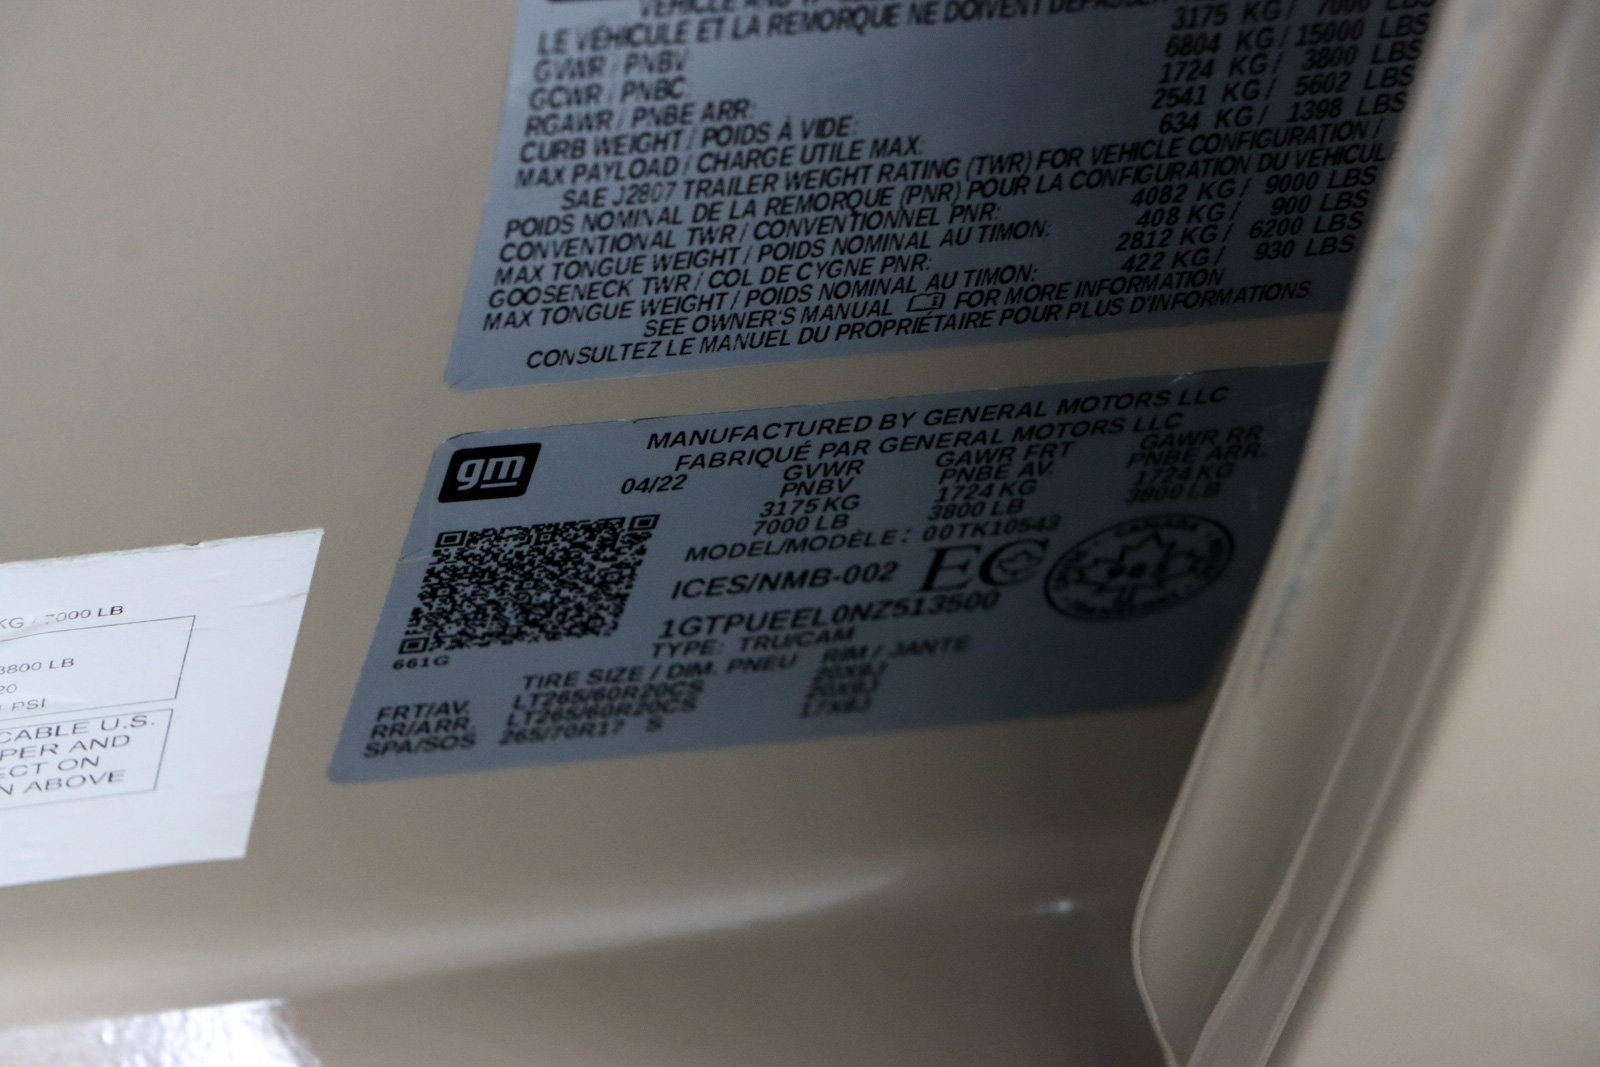 LE VÉHICULE ET LA REMORQUE NE DOIVENT
GVWR / PNBV 3175 KG / 7000 LBS
GCWR / PNBC 6804 KG / 15000 LBS
RGAWR / PNBE ARR: 1724 KG / 3800 LBS
CURB WEIGHT / POIDS À VIDE: 2541 KG / 5602 LBS
MAX PAYLOAD / CHARGE UTILE MAX: 634 KG / 1398 LBS
SAE J2807 TRAILER WEIGHT RATING (TWR) FOR VEHICLE CONFIGURATION /
POIDS NOMINAL DE LA REMORQUE (PNR) POUR LA CONFIGURATION DU VEHICUL
CONVENTIONAL TWR / CONVENTIONNEL PNR: 4082 KG / 9000 LBS
MAX TONGUE WEIGHT / POIDS NOMINAL AU TIMON: 408 KG / 900 LBS
GOOSENECK TWR / COL DE CYGNE PNR: 2812 KG / 6200 LBS
MAX TONGUE WEIGHT / POIDS NOMINAL AU TIMON: 422 KG / 930 LBS
SEE OWNER'S MANUAL FOR MORE INFORMATION
CONSULTEZ LE MANUEL DU PROPRIÉTAIRE POUR PLUS D'INFORMATIONS.
gm
MANUFACTURED BY GENERAL MOTORS LLC
FABRIQUÉ PAR GENERAL MOTORS LLC
04/22 GVWR GAWR FRT GAWR RR
PNBV PNBE AV. PNBE ARR.
3175 KG 1724 KG 1724 KG
7000 LB 3800 LB 3800 LB
MODEL/MODÈLE: 00TK10543
ICES/NMB-002 EC
1GTPUEEL0NZ513500
661G
TYPE: TRU/CAM
TIRE SIZE / DIM. PNEU RIM / JANTE
FRT/AV. LT265/60R20CS 20X9J
RR/ARR. LT265/60R20CS 20X9J
SPA/SOS 265/70R17 S 17X8J
KG / 7000 LB
3800 LB
20
PSI
CABLE U.S.
PER AND
ECT ON
N ABOVE